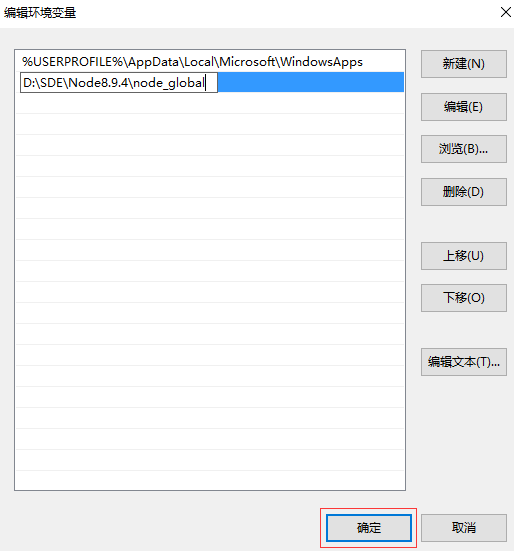 编辑环境变量
%USERPROFILE%\AppData\Local\Microsoft\WindowsApps
D:\SDE\Node8.9.4\node_global
新建(N)
编辑(E)
浏览(B)...
删除(D)
上移(U)
下移(O)
编辑文本(T)...
确定
取消